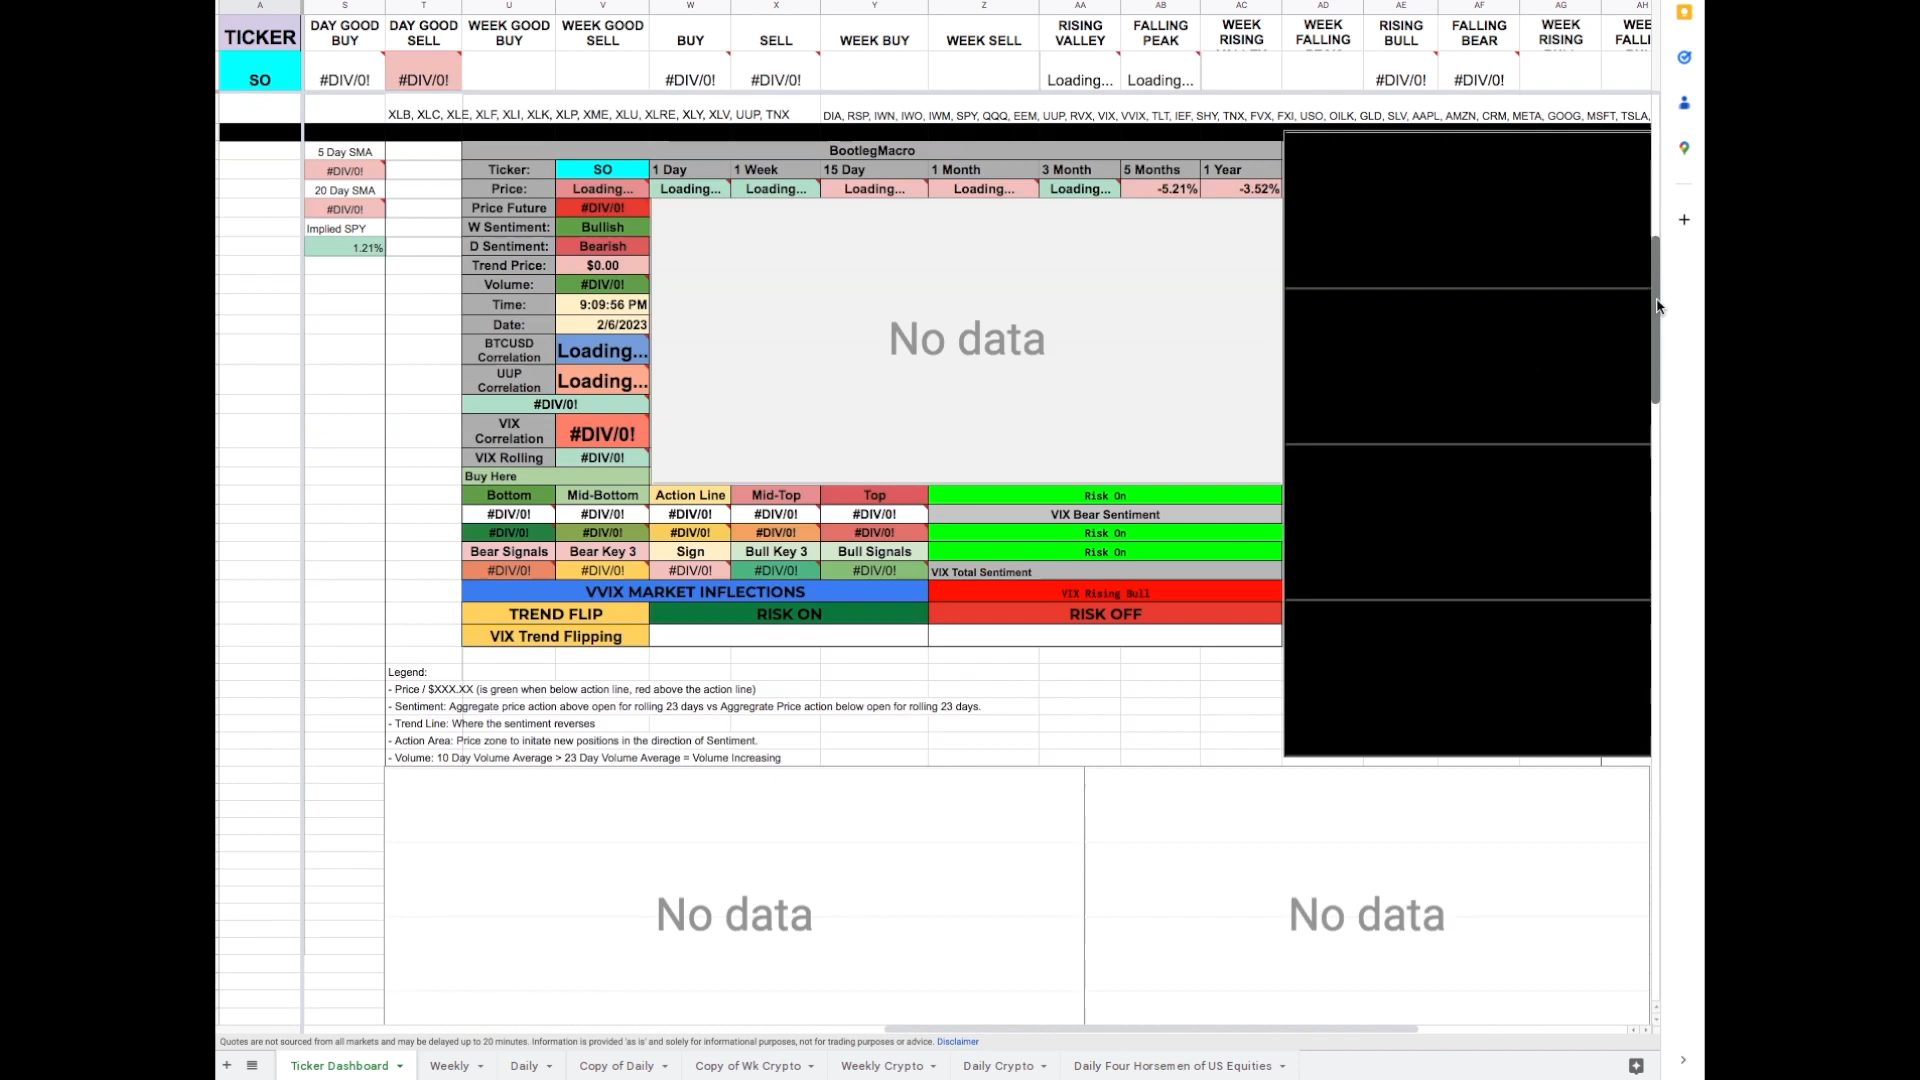 A S T U V W X Y Z AA AB AC AD AE AF AG AH
TICKER DAY GOOD BUY DAY GOOD SELL WEEK GOOD BUY WEEK GOOD SELL BUY SELL WEEK BUY WEEK SELL RISING VALLEY FALLING PEAK WEEK RISING WEEK FALLING RISING BULL FALLING BEAR WEEK RISING WEE FALLI
SO #DIV/0! #DIV/0! #DIV/0! #DIV/0! Loading... Loading... #DIV/0! #DIV/0!
XLB, XLC, XLE, XLF, XLI, XLK, XLP, XME, XLU, XLRE, XLY, XLV, UUP, TNX
DIA, RSP, IWN, IWO, IWM, SPY, QQQ, EEM, UUP, RVX, VIX, VVIX, TLT, IEF, SHY, TNX, FVX, FXI, USO, OILK, GLD, SLV, AAPL, AMZN, CRM, META, GOOG, MSFT, TSLA,
5 Day SMA
#DIV/0!
20 Day SMA
#DIV/0!
Implied SPY
1.21%
BootlegMacro
Ticker: SO 1 Day 1 Week 15 Day 1 Month 3 Month 5 Months 1 Year
Price: Loading... Loading... Loading... Loading... Loading... Loading... -5.21% -3.52%
Price Future #DIV/0!
W Sentiment: Bullish
D Sentiment: Bearish
Trend Price: $0.00
Volume: #DIV/0!
Time: 9:09:56 PM
Date: 2/6/2023
BTCUSD Correlation Loading...
UUP Correlation Loading...
#DIV/0!
VIX Correlation #DIV/0!
VIX Rolling #DIV/0!
Buy Here
No data
Bottom Mid-Bottom Action Line Mid-Top Top Risk On
#DIV/0! #DIV/0! #DIV/0! #DIV/0! #DIV/0! VIX Bear Sentiment
#DIV/0! #DIV/0! #DIV/0! #DIV/0! #DIV/0! Risk On
Bear Signals Bear Key 3 Sign Bull Key 3 Bull Signals Risk On
#DIV/0! #DIV/0! #DIV/0! #DIV/0! #DIV/0! VIX Total Sentiment
VVIX MARKET INFLECTIONS VIX Rising Bull
TREND FLIP RISK ON RISK OFF
VIX Trend Flipping
Legend:
- Price / $XXX.XX (is green when below action line, red above the action line)
- Sentiment: Aggregate price action above open for rolling 23 days vs Aggregrate Price action below open for rolling 23 days.
- Trend Line: Where the sentiment reverses
- Action Area: Price zone to initate new positions in the direction of Sentiment.
- Volume: 10 Day Volume Average > 23 Day Volume Average = Volume Increasing
No data No data
Quotes are not sourced from all markets and may be delayed up to 20 minutes. Information is provided 'as is' and solely for informational purposes, not for trading purposes or advice. Disclaimer
Ticker Dashboard Weekly Daily Copy of Daily Copy of Wk Crypto Weekly Crypto Daily Crypto Daily Four Horsemen of US Equities